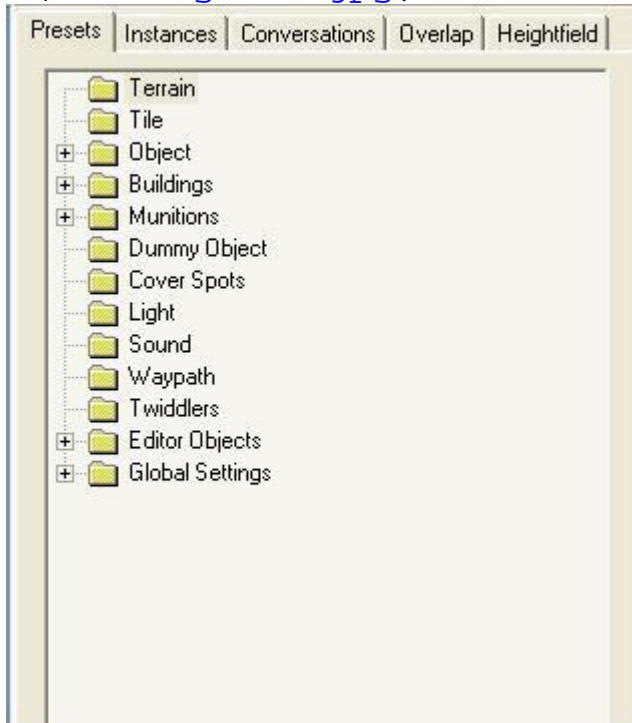 Presets Instances Conversations Overlap Heightfield
Terrain
Tile
Object
Buildings
Munitions
Dummy Object
Cover Spots
Light
Sound
Waypath
Twiddlers
Editor Objects
Global Settings